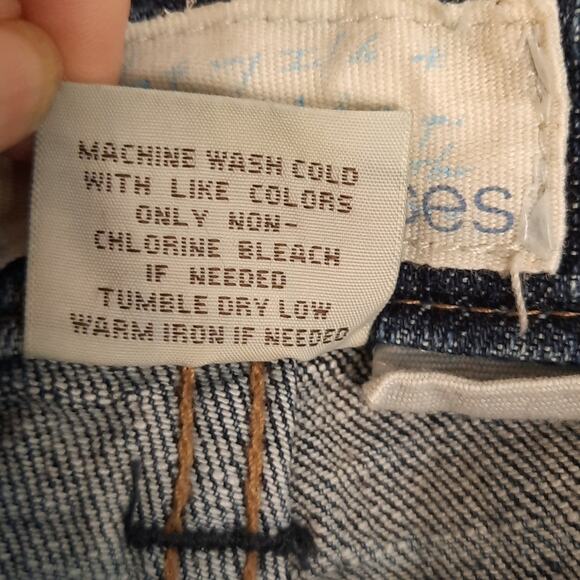 MACHINE WASH COLD
WITH LIKE COLORS
ONLY NON-
CHLORINE BLEACH
IF NEEDED
TUMBLE DRY LOW
WARM IRON IF NEEDED